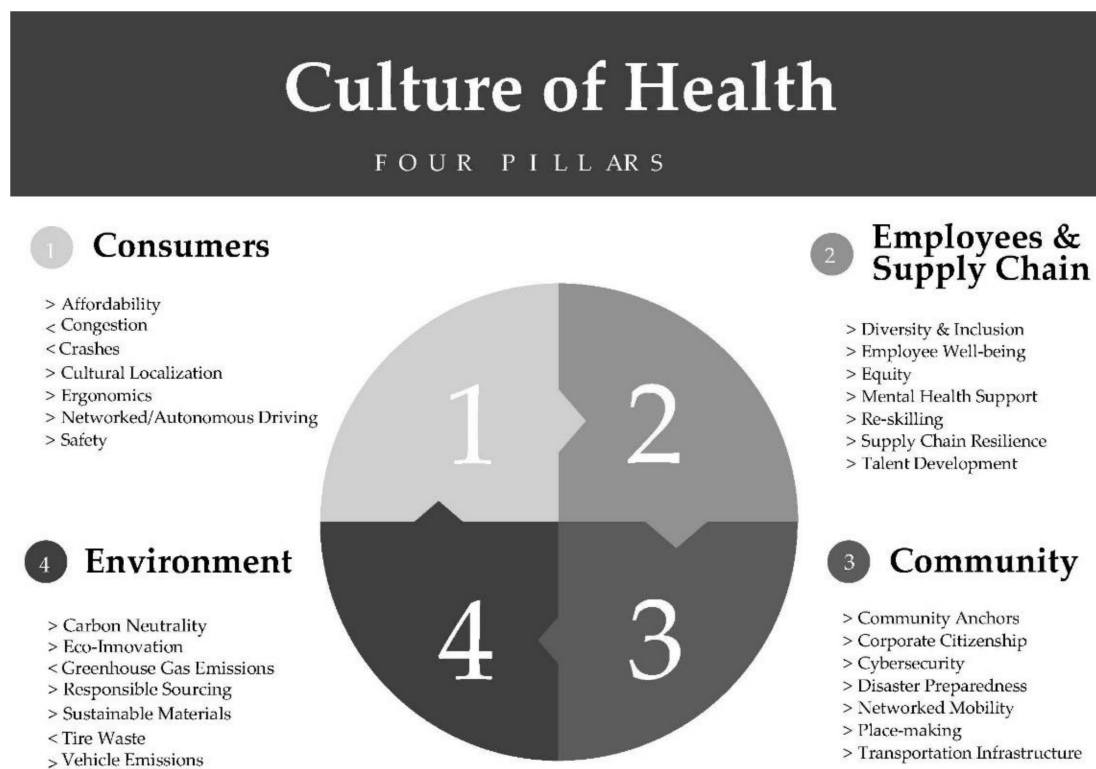 Culture of Health
FOUR PILLARS
1 Consumers
> Affordability
< Congestion
< Crashes
> Cultural Localization
> Ergonomics
> Networked/Autonomous Driving
> Safety
2 Employees &
Supply Chain
> Diversity & Inclusion
> Employee Well-being
> Equity
> Mental Health Support
> Re-skilling
> Supply Chain Resilience
> Talent Development
1 2
4 3
4 Environment
> Carbon Neutrality
> Eco-Innovation
< Greenhouse Gas Emissions
> Responsible Sourcing
> Sustainable Materials
< Tire Waste
> Vehicle Emissions
3 Community
> Community Anchors
> Corporate Citizenship
> Cybersecurity
> Disaster Preparedness
> Networked Mobility
> Place-making
> Transportation Infrastructure